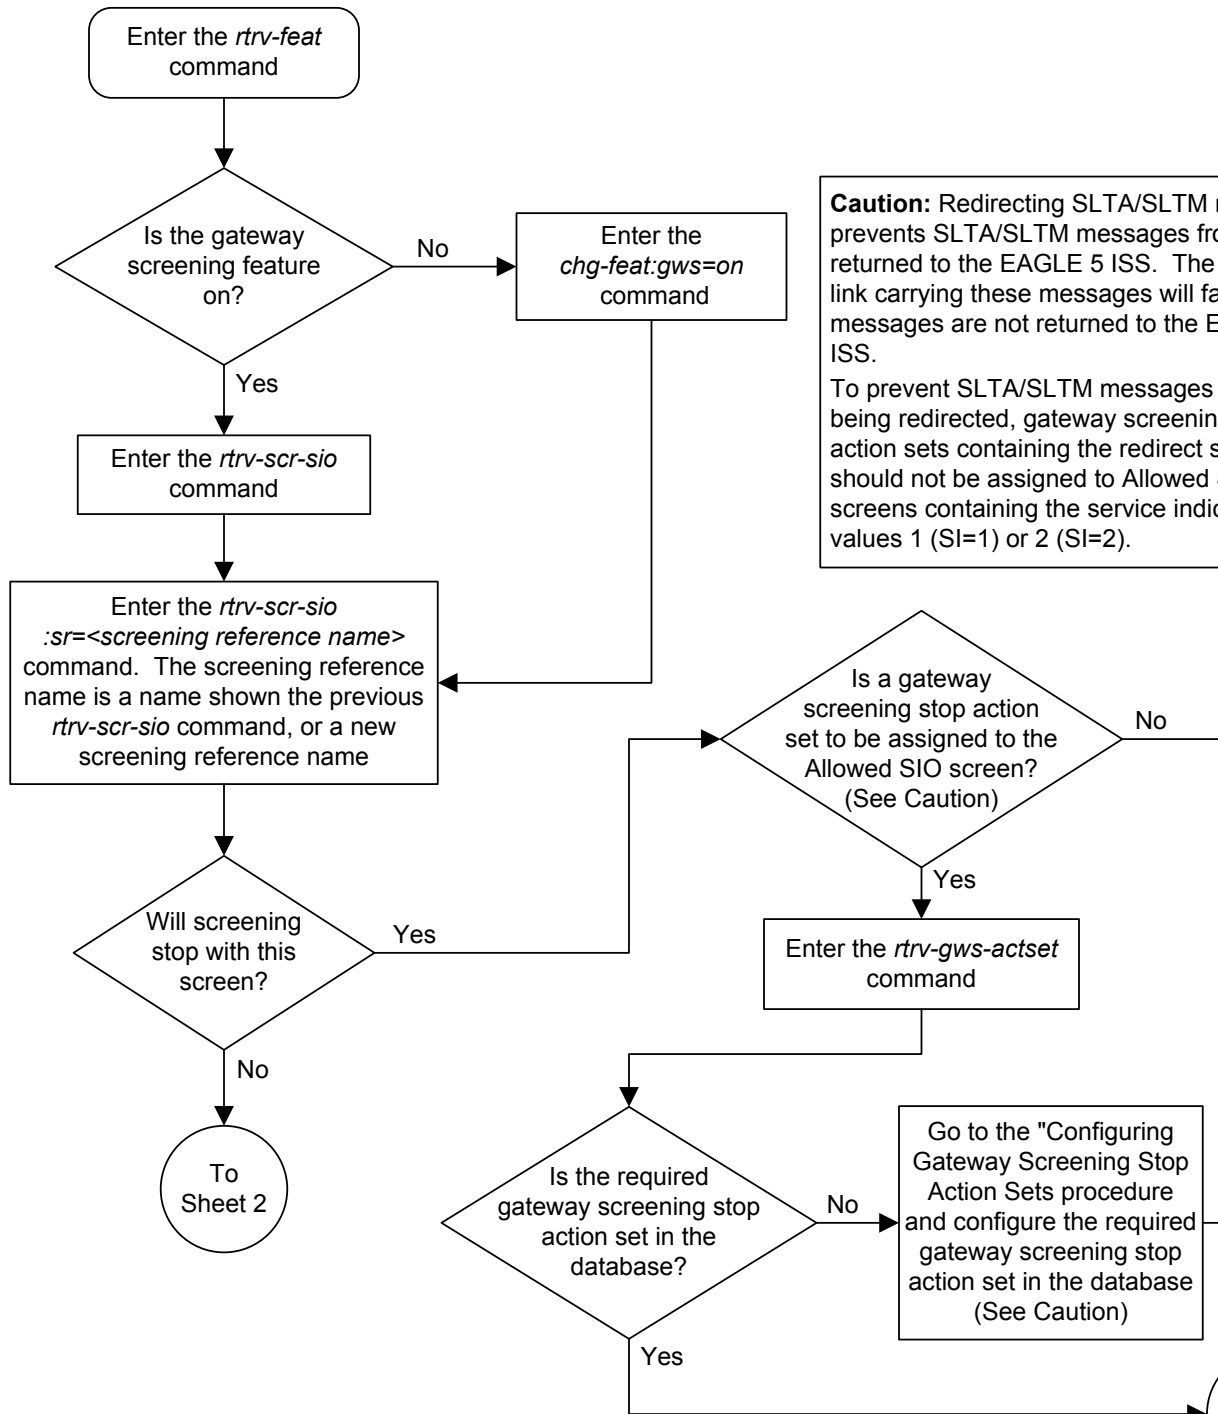 Enter the rtrv-feat
command
Is the gateway
screening feature
on?
No
Enter the
chg-feat:gws=on
command
Yes
Enter the rtrv-scr-sio
command
Enter the rtrv-scr-sio
:sr=<screening reference name>
command. The screening reference
name is a name shown the previous
rtrv-scr-sio command, or a new
screening reference name
Will screening
stop with this
screen?
Yes
No
To
Sheet 2
Caution: Redirecting SLTA/SLTM
prevents SLTA/SLTM messages
returned to the EAGLE 5 ISS. The
link carrying these messages will
messages are not returned to the
ISS.
To prevent SLTA/SLTM messages
being redirected, gateway
action sets containing the redirect
should not be assigned to Allowed
screens containing the service
values 1 (SI=1) or 2 (SI=2).
Is a gateway
screening stop action
set to be assigned to the
Allowed SIO screen?
(See Caution)
No
Yes
Enter the rtrv-gws-actset
command
Is the required
gateway screening stop
action set in the
database?
No
Go to the "Configuring
Gateway Screening Stop
Action Sets procedure
and configure the required
gateway screening stop
action set in the database
(See Caution)
Yes